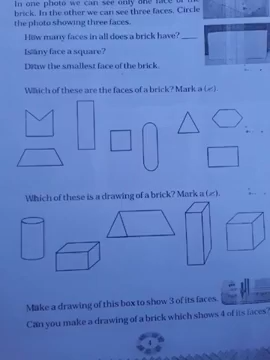 In one photo we can see only one face of the
brick. In the other we can see three faces. Circle
the photo showing three faces.
How many faces in all does a brick have? ____
Is any face a square?
Draw the smallest face of the brick.
Which of these are the faces of a brick? Mark a (✓)
Which of these is a drawing of a brick? Mark a (✓).
Make a drawing of this box to show 3 of its faces.
Can you make a drawing of a brick which shows 4 of its faces?